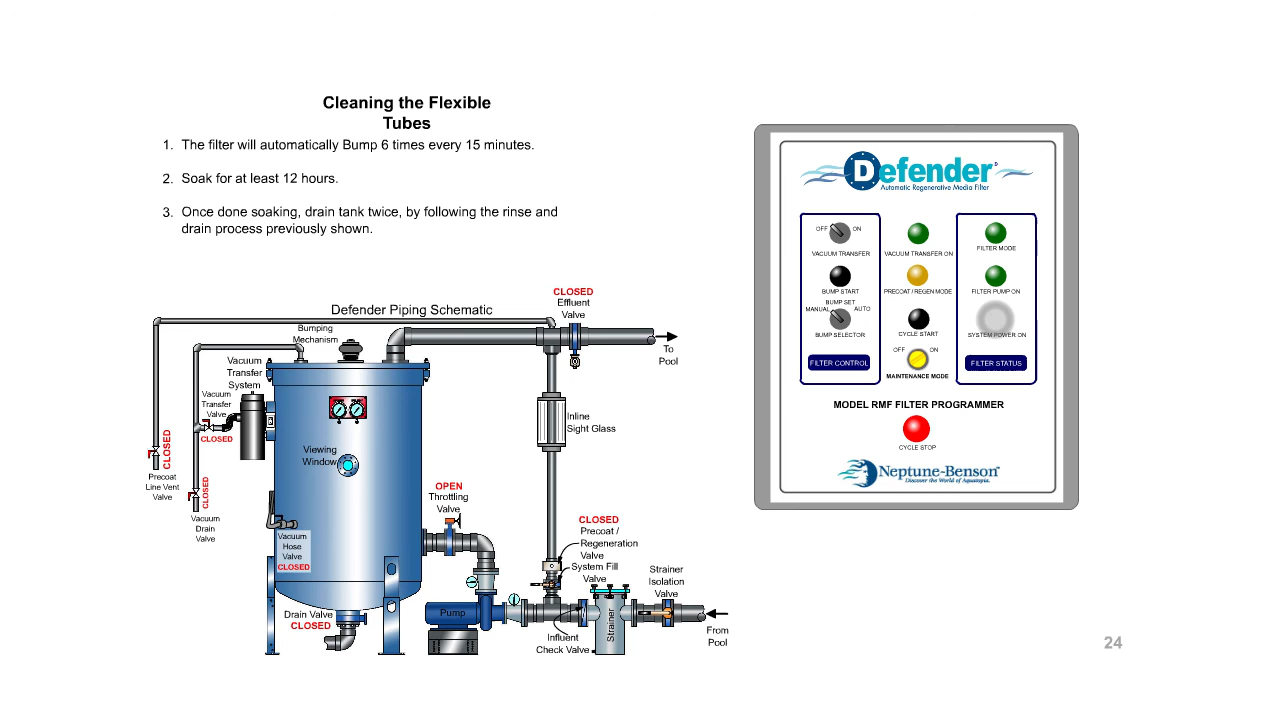 Cleaning the Flexible
Tubes
1. The filter will automatically Bump 6 times every 15 minutes.
2. Soak for at least 12 hours.
3. Once done soaking, drain tank twice, by following the rinse and
drain process previously shown.
Defender Piping Schematic
CLOSED
Effluent
Valve
To
Pool
Bumping
Mechanism
Vacuum
Transfer
System
Vacuum
Transfer
Valve
CLOSED
CLOSED
Precoat
Line Vent
Valve
CLOSED
Vacuum
Drain
Valve
Viewing
Window
Inline
Sight Glass
OPEN
Throttling
Valve
Vacuum
Hose
Valve
CLOSED
CLOSED
Precoat /
Regeneration
Valve
System Fill
Valve
Strainer
Isolation
Valve
Drain Valve
CLOSED
Pump
Strainer
Influent
Check Valve
From
Pool
Defender
Automatic Regenerative Media Filter
OFF ON
VACUUM TRANSFER
VACUUM TRANSFER ON
FILTER MODE
BUMP START
PRECOAT / REGEN MODE
FILTER PUMP ON
BUMP SET
MANUAL AUTO
BUMP SELECTOR
CYCLE START
SYSTEM POWER ON
OFF ON
FILTER CONTROL
MAINTENANCE MODE
FILTER STATUS
MODEL RMF FILTER PROGRAMMER
CYCLE STOP
Neptune-Benson
Discover the World of Aquatopia.
24